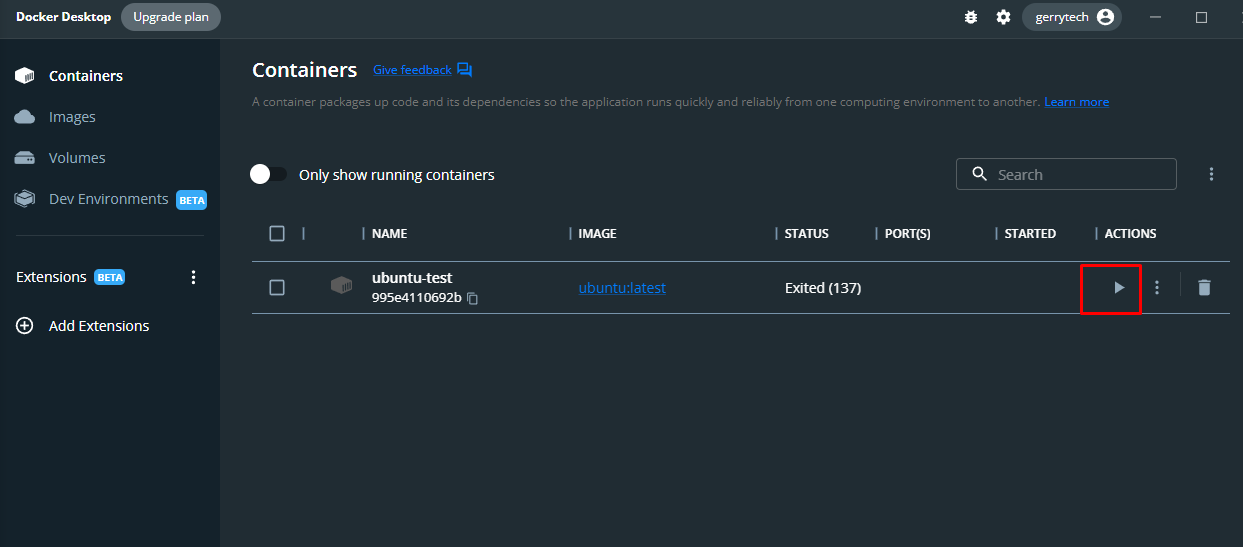 Docker Desktop Upgrade plan gerrytech
Containers
Images
Volumes
Dev Environments BETA
Extensions BETA
Add Extensions
Containers Give feedback
A container packages up code and its dependencies so the application runs quickly and reliably from one computing environment to another. Learn more
Only show running containers Search
NAME IMAGE STATUS PORT(S) STARTED ACTIONS
ubuntu-test
995e4110692b ubuntu:latest Exited (137)